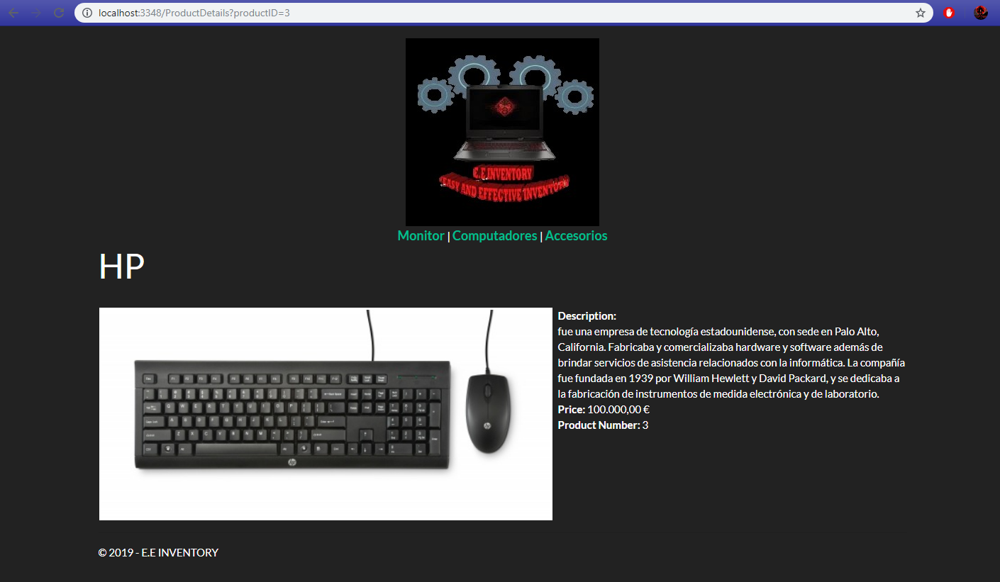 localhost:3348/ProductDetails?productID=3
E.E INVENTORY
EASY AND EFFECTIVE INVENTORY
Monitor | Computadores | Accesorios
HP
Description:
fue una empresa de tecnología estadounidense, con sede en Palo Alto,
California. Fabricaba y comercializaba hardware y software además de
brindar servicios de asistencia relacionados con la informática. La compañía
fue fundada en 1939 por William Hewlett y David Packard, y se dedicaba a
la fabricación de instrumentos de medida electrónica y de laboratorio.
Price: 100.000,00 €
Product Number: 3
© 2019 - E.E INVENTORY